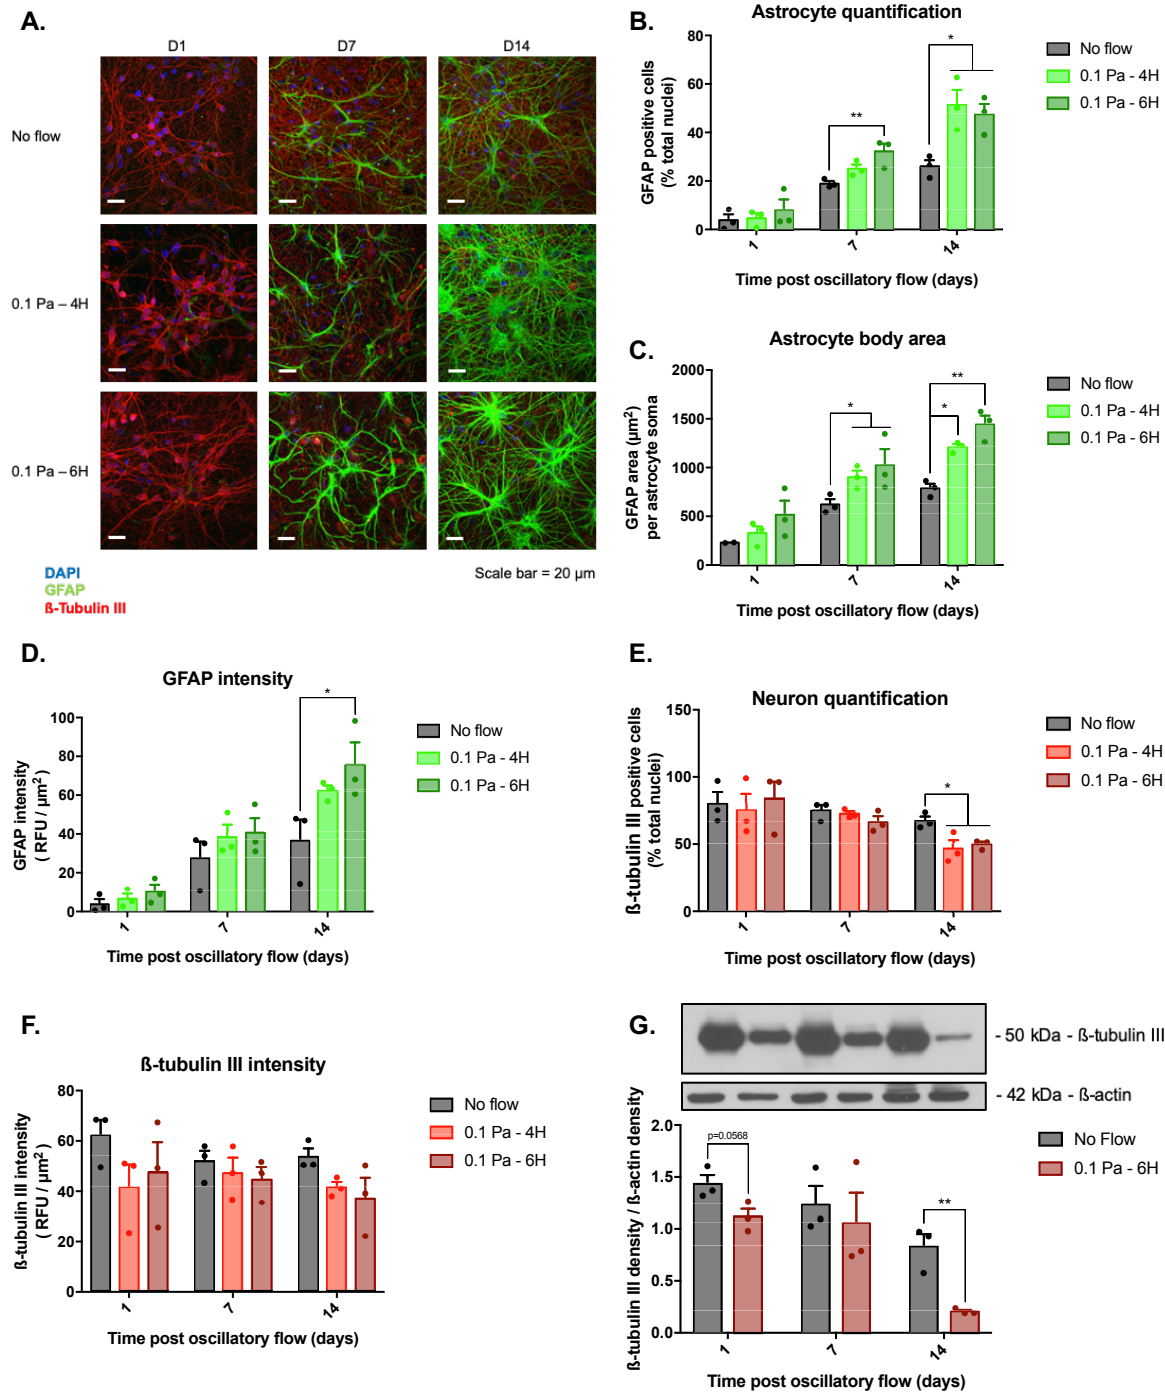 A.
D1 D7 D14
No flow
0.1 Pa – 4H
0.1 Pa – 6H
DAPI
GFAP
ß-Tubulin III
Scale bar = 20 µm
B.
Astrocyte quantification
GFAP positive cells
(% total nuclei)
80
60
40
20
0
**
*
1 7 14
Time post oscillatory flow (days)
No flow
0.1 Pa - 4H
0.1 Pa - 6H
C.
Astrocyte body area
GFAP area (µm²)
per astrocyte soma
2000
1500
1000
500
0
*
*
**
1 7 14
Time post oscillatory flow (days)
No flow
0.1 Pa - 4H
0.1 Pa - 6H
D.
GFAP intensity
GFAP intensity
( RFU / µm²)
100
80
60
40
20
0
*
1 7 14
Time post oscillatory flow (days)
No flow
0.1 Pa - 4H
0.1 Pa - 6H
E.
Neuron quantification
ß-tubulin III positive cells
(% total nuclei)
150
100
50
0
*
1 7 14
Time post oscillatory flow (days)
No flow
0.1 Pa - 4H
0.1 Pa - 6H
F.
ß-tubulin III intensity
ß-tubulin III intensity
( RFU / µm²)
80
60
40
20
0
1 7 14
Time post oscillatory flow (days)
No flow
0.1 Pa - 4H
0.1 Pa - 6H
G.
- 50 kDa - ß-tubulin III
- 42 kDa - ß-actin
ß-tubulin III density / ß-actin density
2.0
1.5
1.0
0.5
0.0
p=0.0568
**
1 7 14
Time post oscillatory flow (days)
No Flow
0.1 Pa - 6H